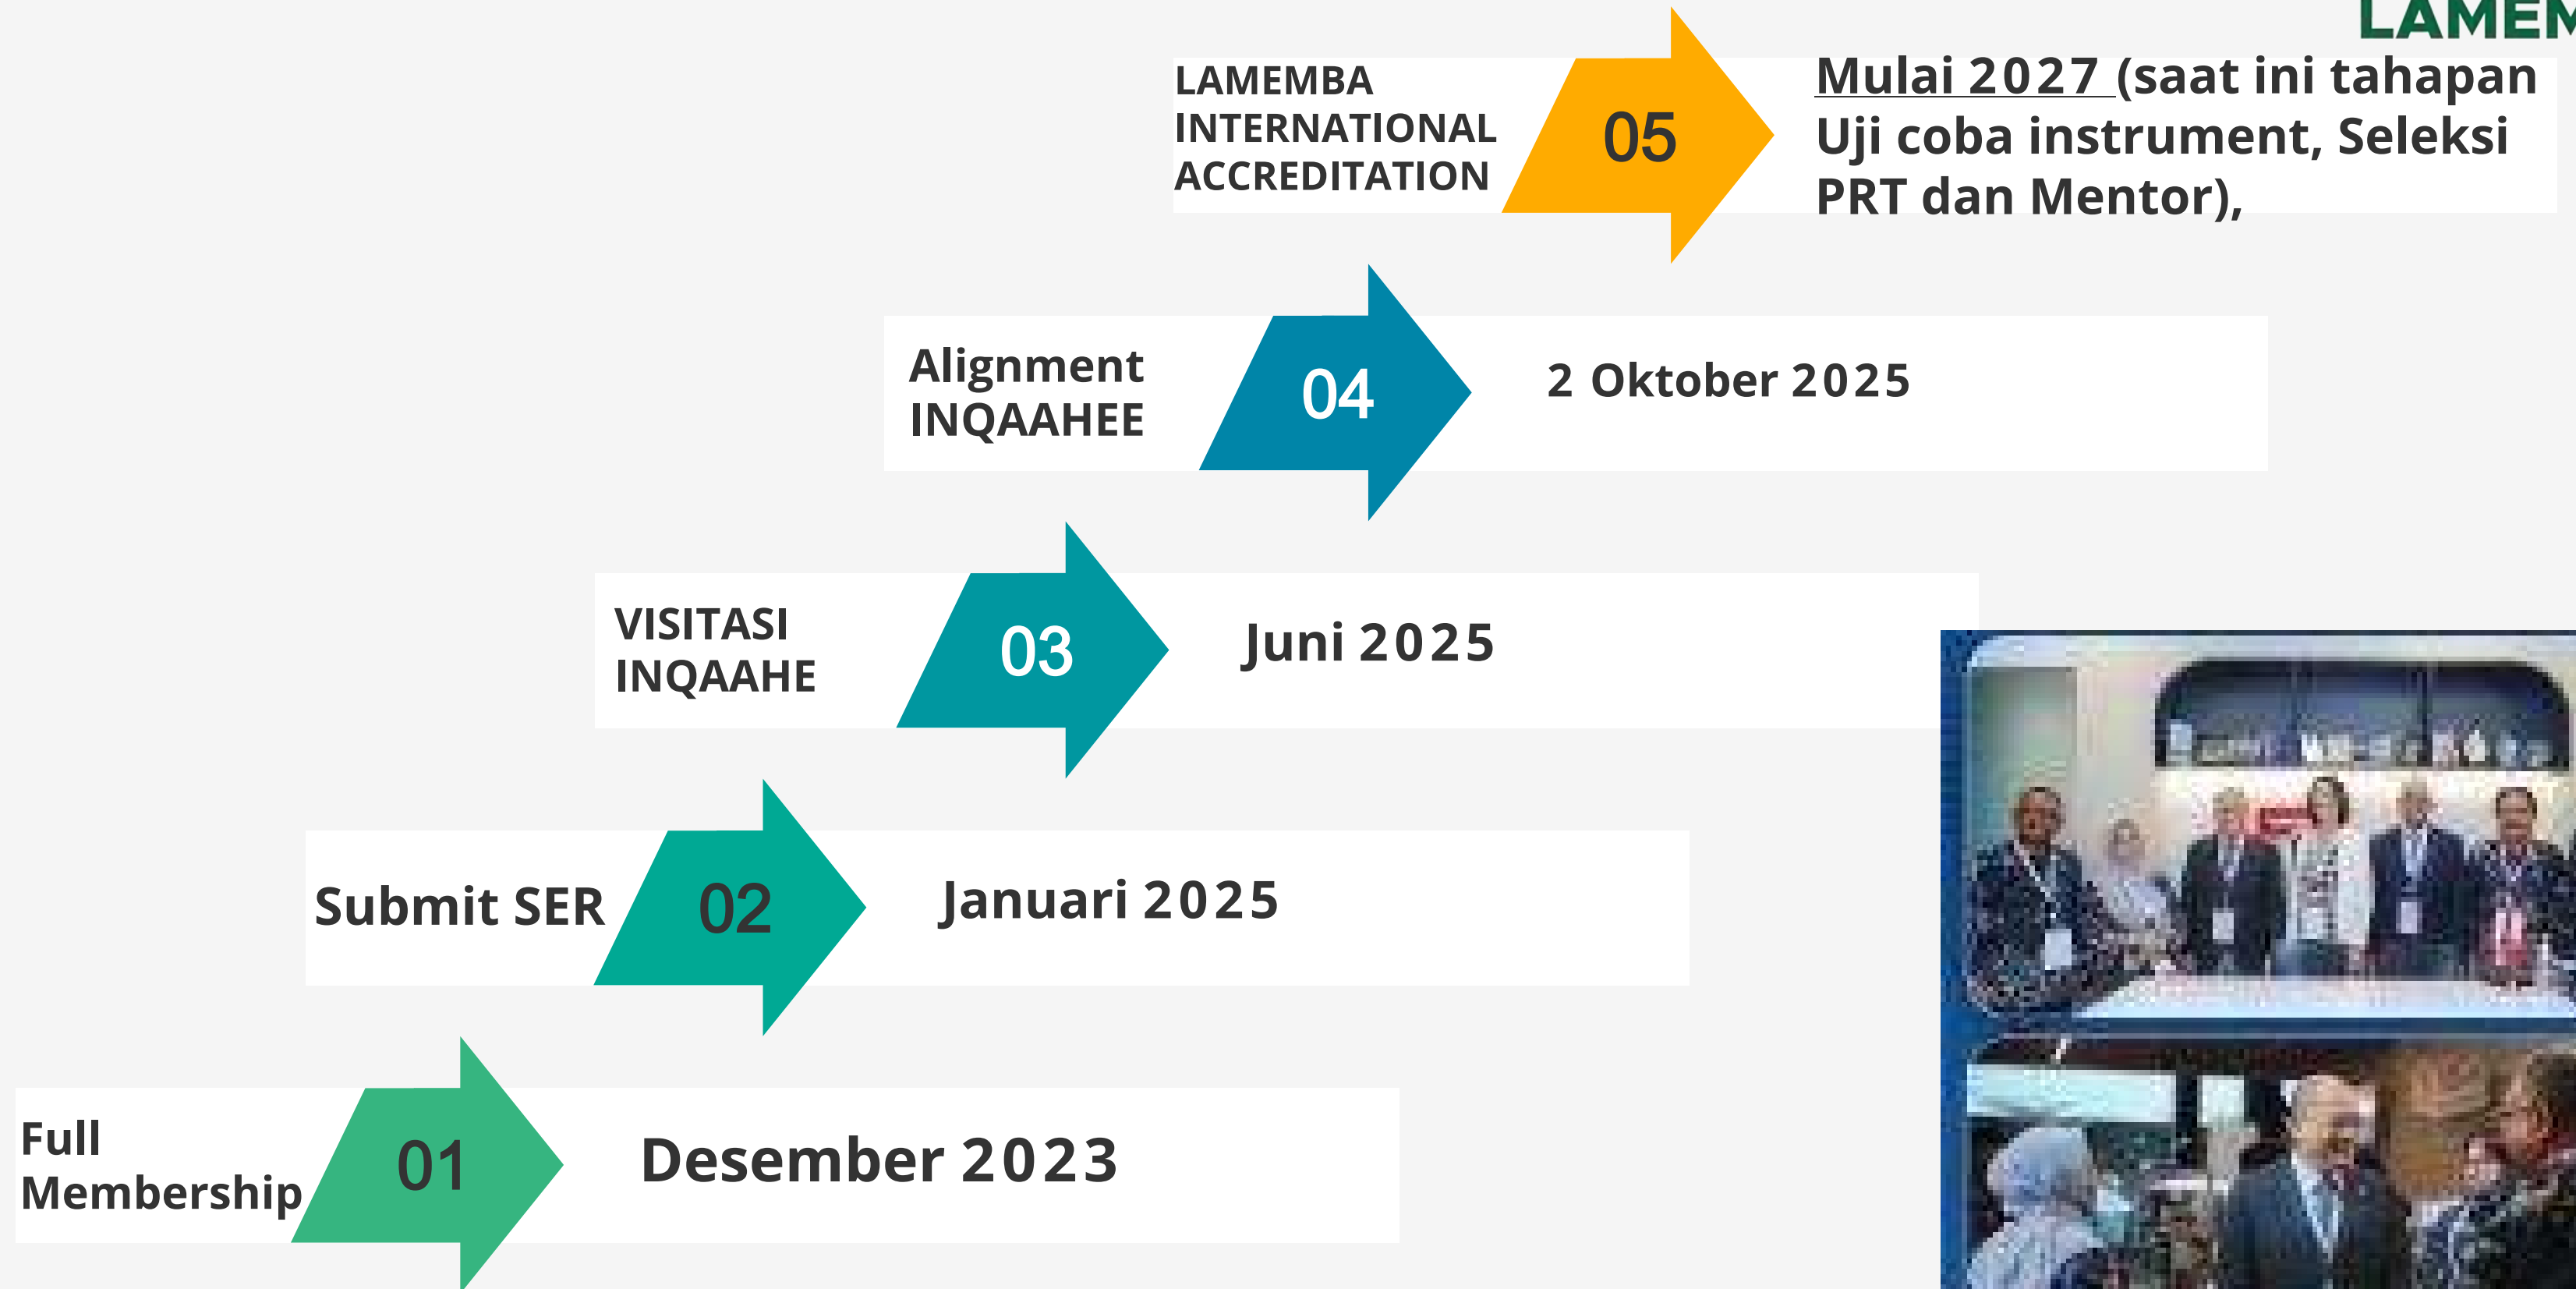 LAMEM
LAMEMBA
INTERNATIONAL
ACCREDITATION
05
Mulai 2027 (saat ini tahapan
Uji coba instrument, Seleksi
PRT dan Mentor),
Alignment
INQAAHEE
04
2 Oktober 2025
VISITASI
INQAAHE
03
Juni 2025
Submit SER
02
Januari 2025
Full
Membership
01
Desember 2023